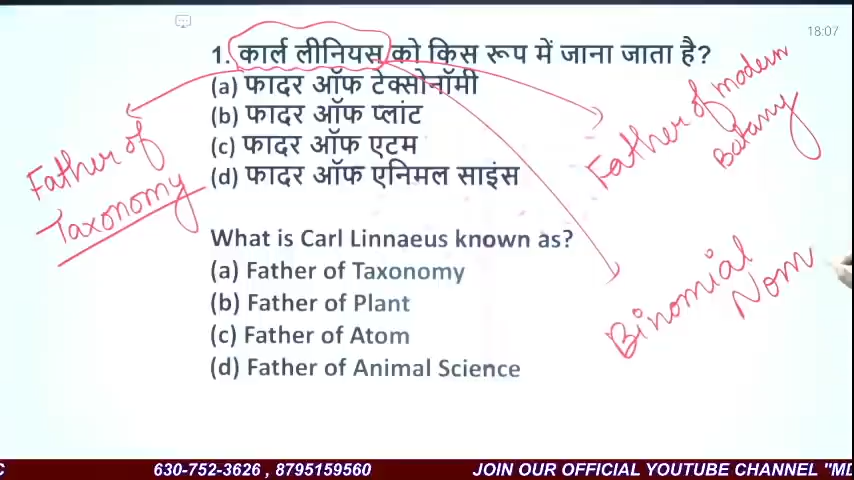 18:07
1. कार्ल लीनियस को किस रूप में जाना जाता है?
(a) फादर ऑफ टेक्सोनॉमी
(b) फादर ऑफ प्लांट
(c) फादर ऑफ एटम
(d) फादर ऑफ एनिमल साइंस
Father of
Taxonomy
Father of modern
Botany
What is Carl Linnaeus known as?
(a) Father of Taxonomy
(b) Father of Plant
(c) Father of Atom
(d) Father of Animal Science
Binomial
Nom
C
630-752-3626 , 8795159560
JOIN OUR OFFICIAL YOUTUBE CHANNEL "MD